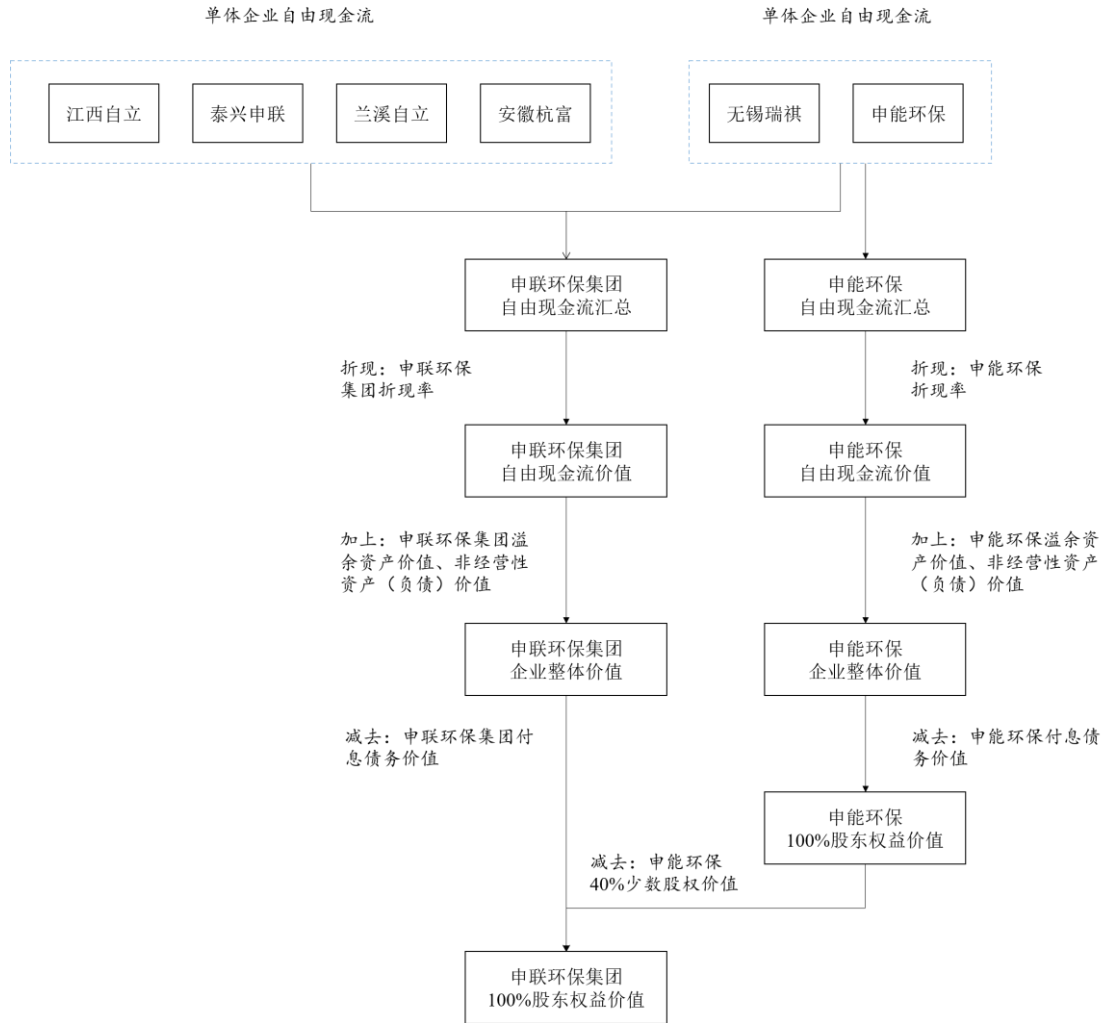 单体企业自由现金流
单体企业自由现金流
江西自立
泰兴申联
兰溪自立
安徽杭富
无锡瑞祺
申能环保
申联环保集团
自由现金流汇总
申能环保
自由现金流汇总
折现：申联环保
集团折现率
折现：申能环保
折现率
申联环保集团
自由现金流价值
申能环保
自由现金流价值
加上：申联环保集团溢
余资产价值、非经营性
资产（负债）价值
加上：申能环保溢余资
产价值、非经营性资产
（负债）价值
申联环保集团
企业整体价值
申能环保
企业整体价值
减去：申联环保集团付
息债务价值
减去：申能环保付息债
务价值
申能环保
100%股东权益价值
减去：申能环保
40%少数股权价值
申联环保集团
100%股东权益价值